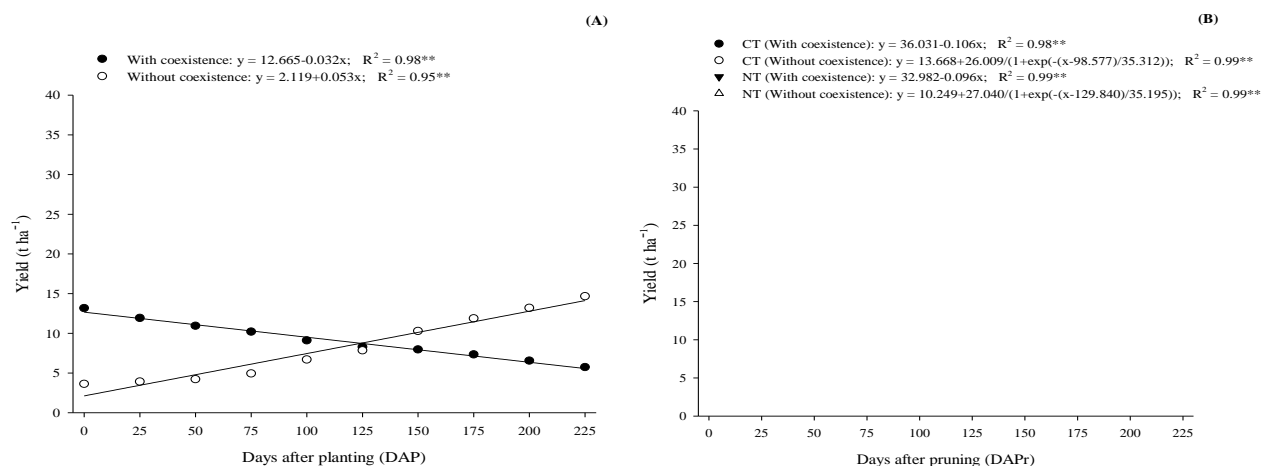 (A)
With coexistence: y = 12.665-0.032x; R² = 0.98**
Without coexistence: y = 2.119+0.053x; R² = 0.95**
Yield (t ha⁻¹)
40
35
30
25
20
15
10
5
0
0 25 50 75 100 125 150 175 200 225
Days after planting (DAP)
(B)
CT (With coexistence): y = 36.031-0.106x; R² = 0.98**
CT (Without coexistence): y = 13.668+26.009/(1+exp(-(x-98.577)/35.312)); R² = 0.99**
NT (With coexistence): y = 32.982-0.096x; R² = 0.99**
NT (Without coexistence): y = 10.249+27.040/(1+exp(-(x-129.840)/35.195)); R² = 0.99**
Yield (t ha⁻¹)
40
35
30
25
20
15
10
5
0
0 25 50 75 100 125 150 175 200 225
Days after pruning (DAPr)